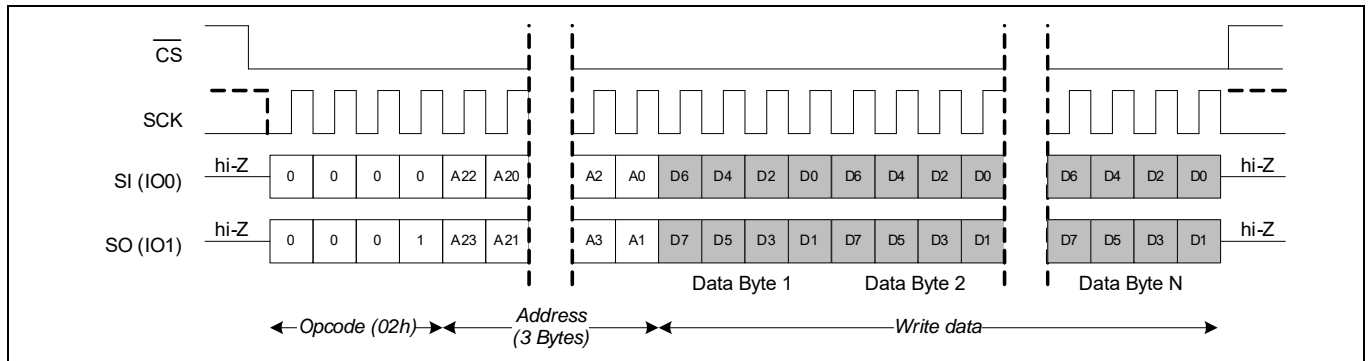 CS
SCK
SI (IO0) hi-Z 0 0 0 0 A22 A20 A2 A0 D6 D4 D2 D0 D6 D4 D2 D0 D6 D4 D2 D0 hi-Z
SO (IO1) hi-Z 0 0 0 1 A23 A21 A3 A1 D7 D5 D3 D1 D7 D5 D3 D1 D7 D5 D3 D1 hi-Z
Data Byte 1 Data Byte 2 Data Byte N
Opcode (02h) Address Write data
(3 Bytes)